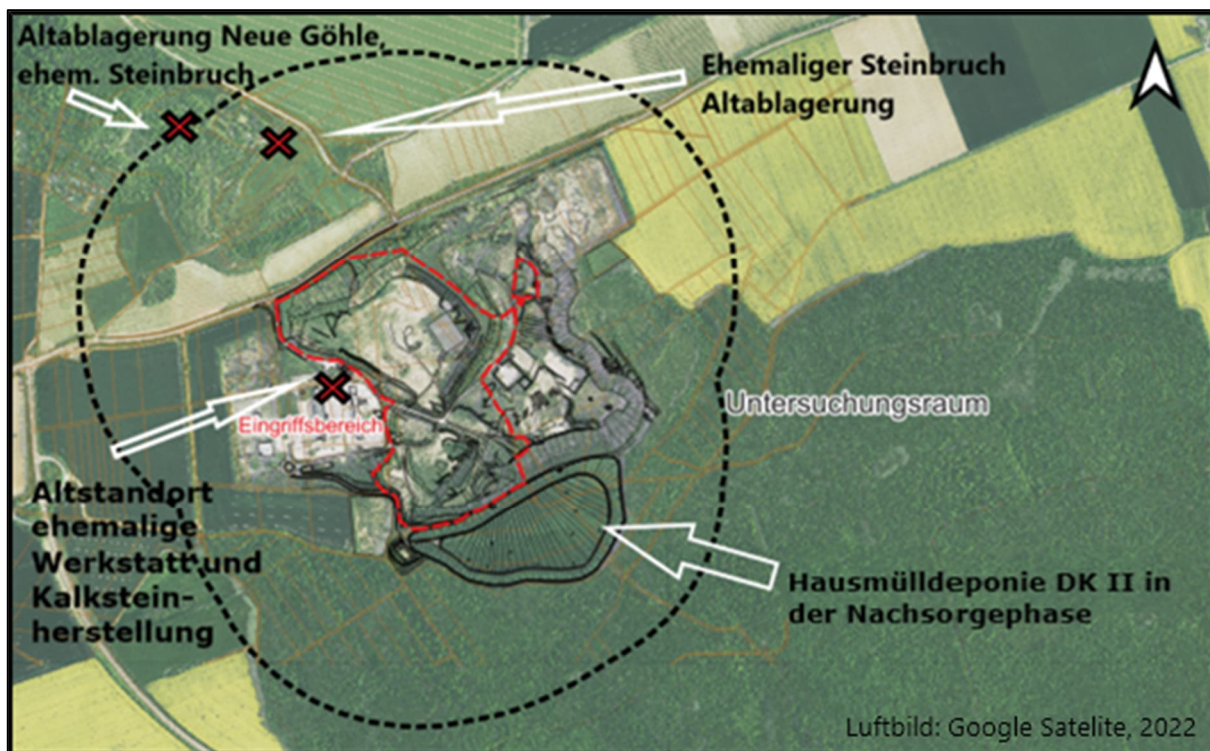 Altablagerung Neue Göhle,
ehem. Steinbruch
Ehemaliger Steinbruch
Altablagerung
Untersuchungsraum
Eingriffsbereich
Altstandort
ehemalige
Werkstatt und
Kalkstein-
herstellung
Hausmülldeponie DK II in
der Nachsorgephase
Luftbild: Google Satelite, 2022